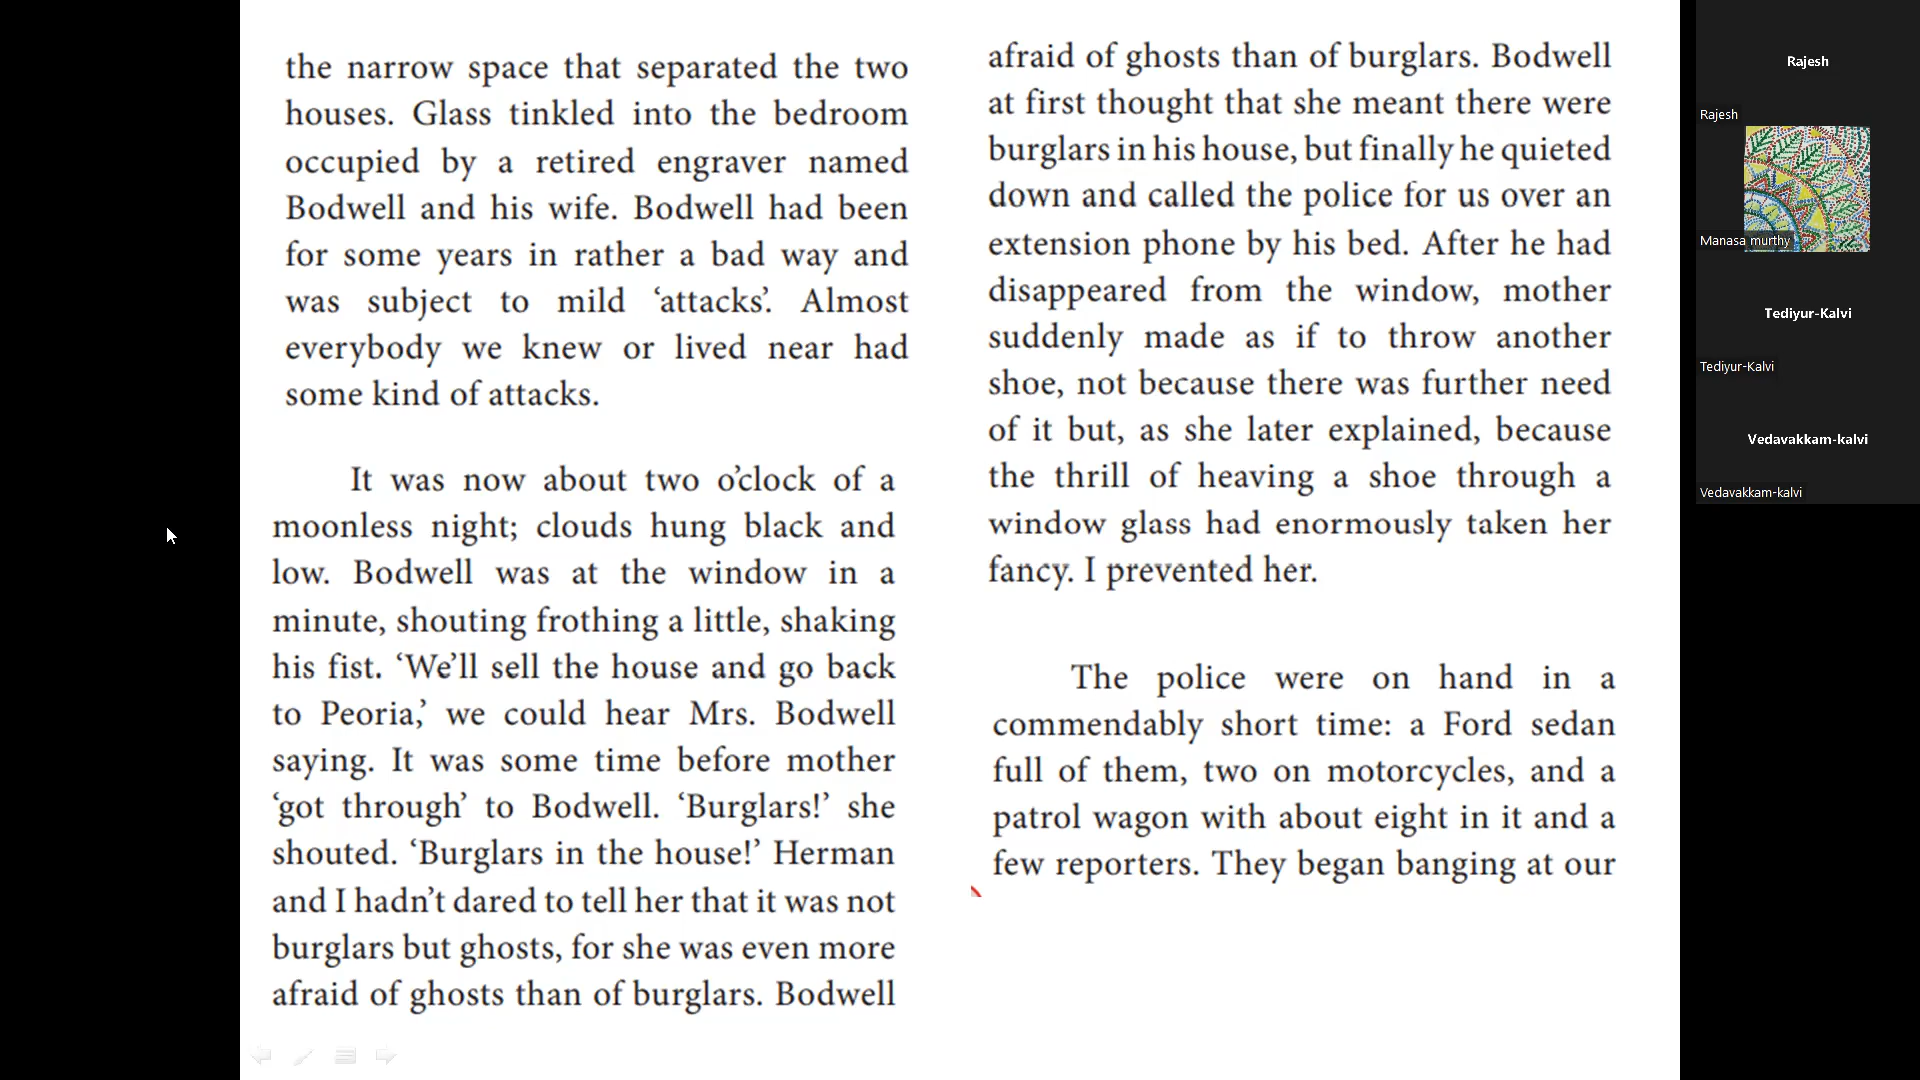 the narrow space that separated the two
houses. Glass tinkled into the bedroom
occupied by a retired engraver named
Bodwell and his wife. Bodwell had been
for some years in rather a bad way and
was subject to mild ‘attacks’. Almost
everybody we knew or lived near had
some kind of attacks.
It was now about two o’clock of a
moonless night; clouds hung black and
low. Bodwell was at the window in a
minute, shouting frothing a little, shaking
his fist. ‘We’ll sell the house and go back
to Peoria,’ we could hear Mrs. Bodwell
saying. It was some time before mother
‘got through’ to Bodwell. ‘Burglars!’ she
shouted. ‘Burglars in the house!’ Herman
and I hadn’t dared to tell her that it was not
burglars but ghosts, for she was even more
afraid of ghosts than of burglars. Bodwell
afraid of ghosts than of burglars. Bodwell
at first thought that she meant there were
burglars in his house, but finally he quieted
down and called the police for us over an
extension phone by his bed. After he had
disappeared from the window, mother
suddenly made as if to throw another
shoe, not because there was further need
of it but, as she later explained, because
the thrill of heaving a shoe through a
window glass had enormously taken her
fancy. I prevented her.
The police were on hand in a
commendably short time: a Ford sedan
full of them, two on motorcycles, and a
patrol wagon with about eight in it and a
few reporters. They began banging at our
Rajesh
Rajesh
Manasa murthy
Tediyur-Kalvi
Tediyur-Kalvi
Vedavakkam-kalvi
Vedavakkam-kalvi